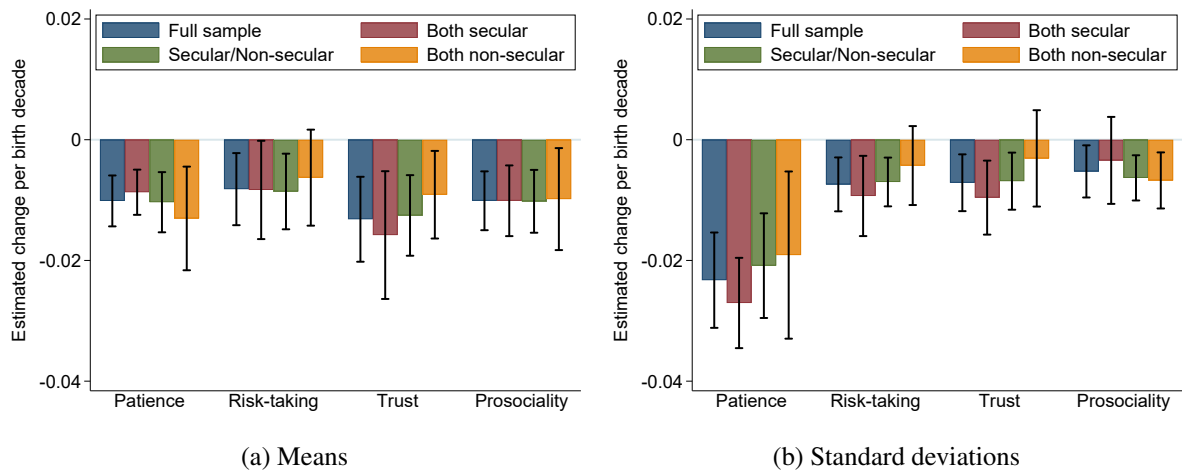 Full sample
Both secular
Secular/Non-secular
Both non-secular
Estimated change per birth decade
0.02
0
-0.02
-0.04
Patience
Risk-taking
Trust
Prosociality
(a) Means
Full sample
Both secular
Secular/Non-secular
Both non-secular
Estimated change per birth decade
0.02
0
-0.02
-0.04
Patience
Risk-taking
Trust
Prosociality
(b) Standard deviations